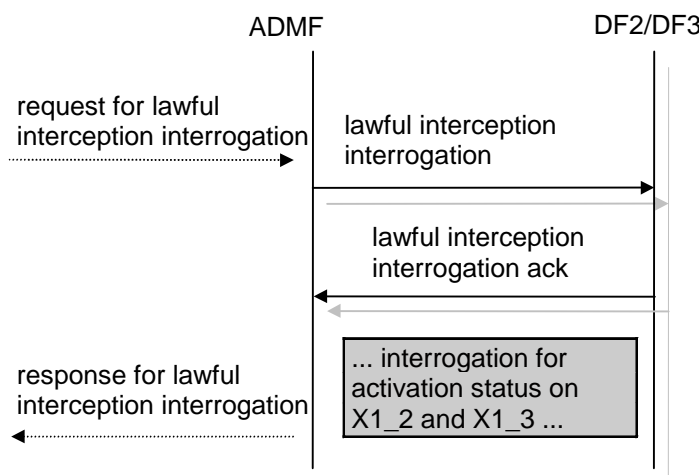 ADMF
DF2/DF3
request for lawful
interception interrogation
lawful interception
interrogation
lawful interception
interrogation ack
... interrogation for
activation status on
X1_2 and X1_3 ...
response for lawful
interception interrogation